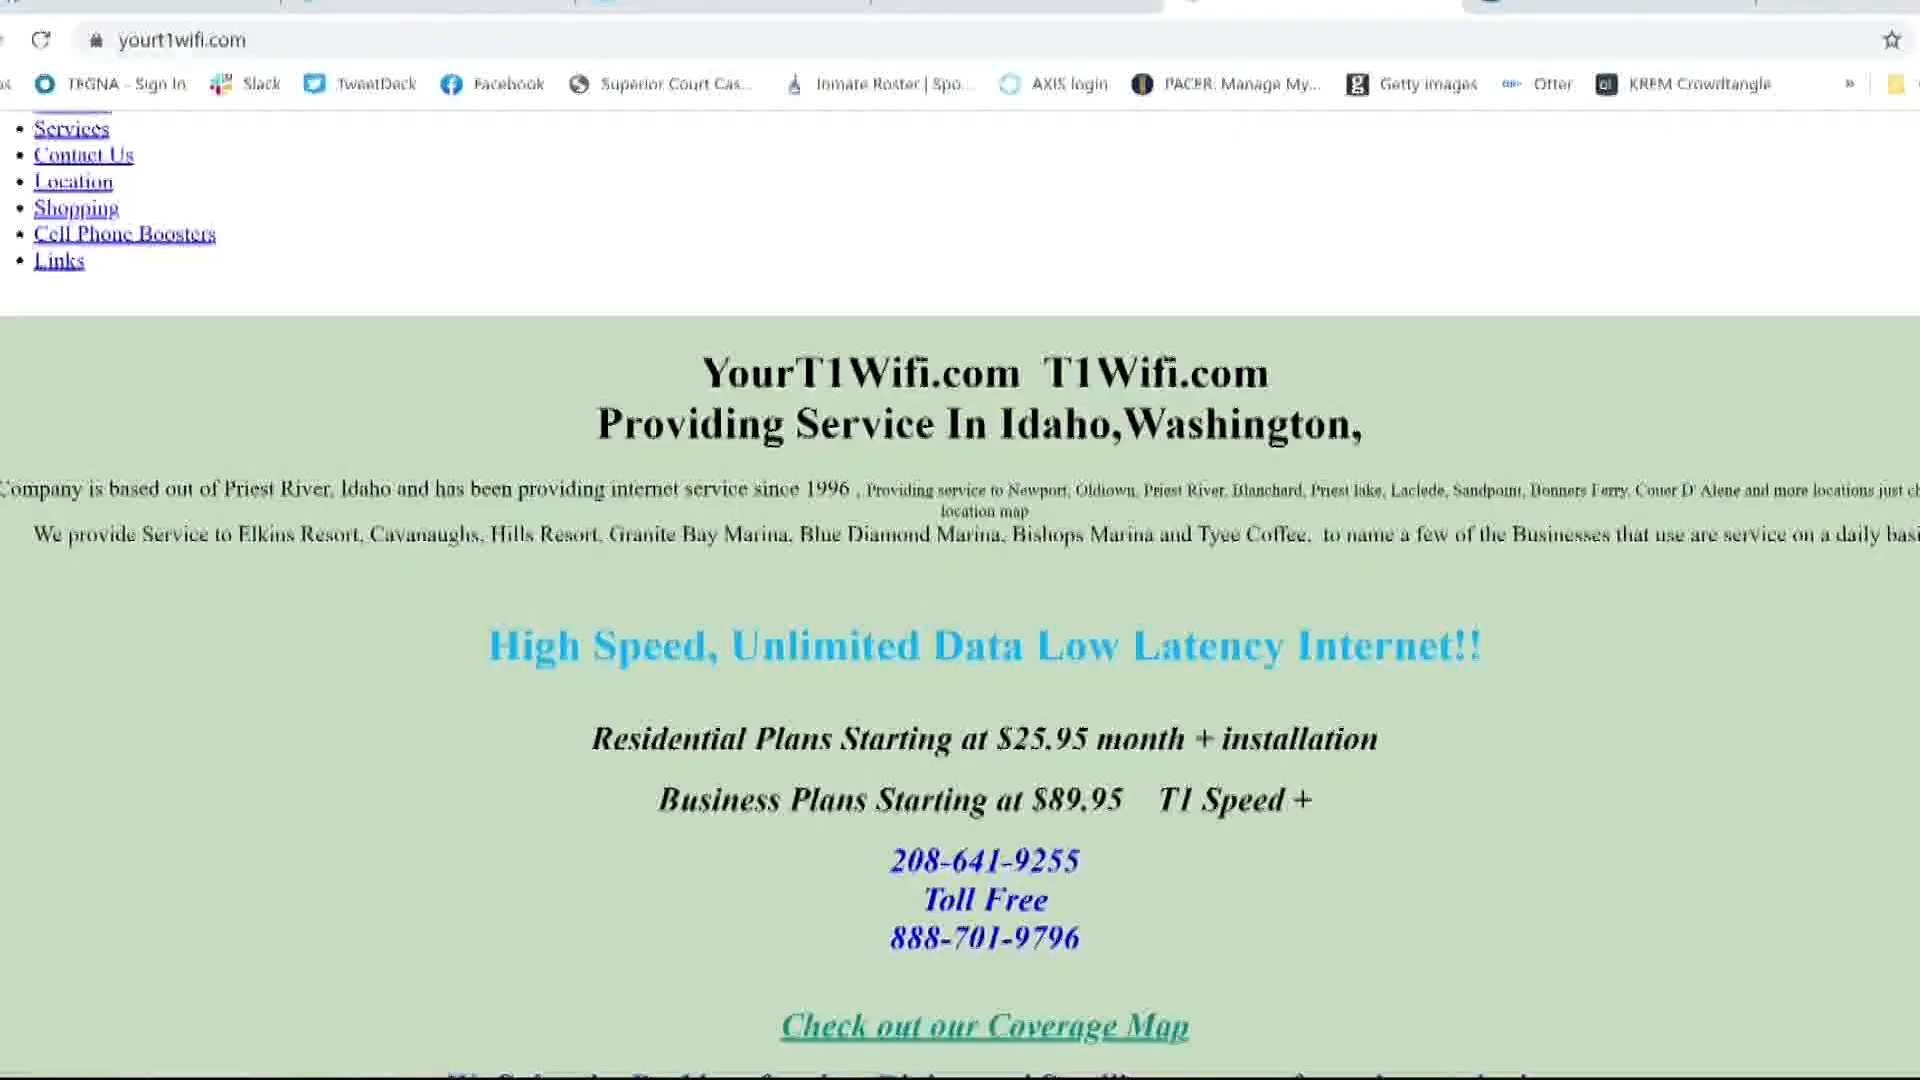 yourt1wifi.com
TEGNA - Sign In Slack TweetDeck Facebook Superior Court Cas... Inmate Roster | Spo... AXIS login PACER: Manage My... Getty images Otter KREM Crowdtangle »
Services
Contact Us
Location
Shopping
Cell Phone Boosters
Links
YourT1Wifi.com T1Wifi.com
Providing Service In Idaho,Washington,
Company is based out of Priest River, Idaho and has been providing internet service since 1996 , Providing service to Newport, Oldtown, Priest River, Blanchard, Priest lake, Laclede, Sandpoint, Bonners Ferry, Couer D' Alene and more locations just
location map
We provide Service to Elkins Resort, Cavanaughs, Hills Resort, Granite Bay Marina, Blue Diamond Marina, Bishops Marina and Tyee Coffee, to name a few of the Businesses that use are service on a daily
High Speed, Unlimited Data Low Latency Internet!!
Residential Plans Starting at $25.95 month + installation
Business Plans Starting at $89.95 T1 Speed +
208-641-9255
Toll Free
888-701-9796
Check out our Coverage Map